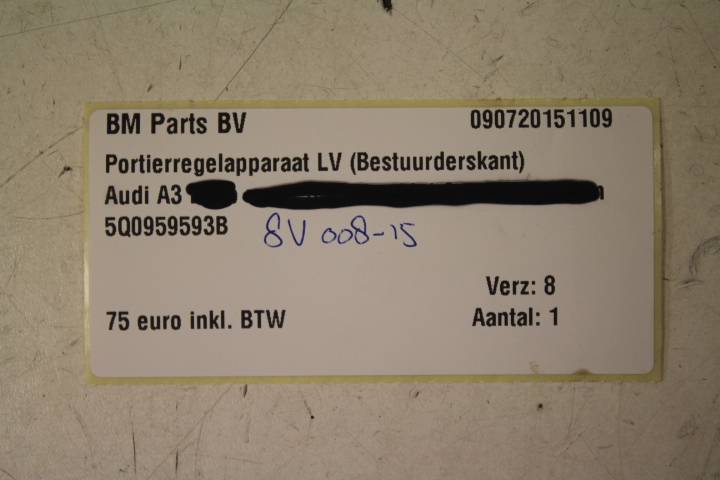 BM Parts BV 090720151109
Portierregelapparaat LV (Bestuurderskant)
Audi A3
5Q0959593B 8V 008-15
Verz: 8
75 euro inkl. BTW Aantal: 1